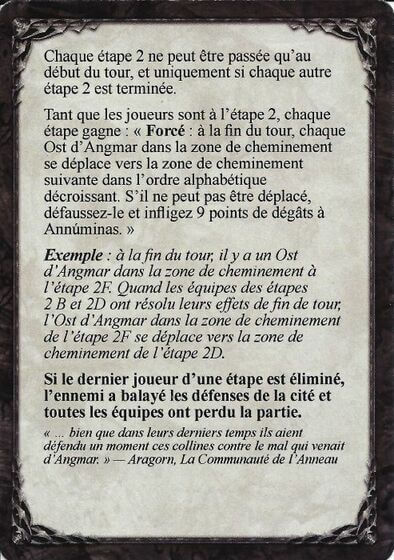 Chaque étape 2 ne peut être passée qu'au
début du tour, et uniquement si chaque autre
étape 2 est terminée.
Tant que les joueurs sont à l'étape 2, chaque
étape gagne : « Forcé : à la fin du tour, chaque
Ost d'Angmar dans la zone de cheminement
se déplace vers la zone de cheminement
suivante dans l'ordre alphabétique
décroissant. S'il ne peut pas être déplacé,
défaussez-le et infligez 9 points de dégâts à
Annúminas. »
Exemple : à la fin du tour, il y a un Ost
d'Angmar dans la zone de cheminement à
l'étape 2F. Quand les équipes des étapes
2 B et 2D ont résolu leurs effets de fin de tour,
l'Ost d'Angmar dans la zone de cheminement
de l'étape 2F se déplace vers la zone de
cheminement de l'étape 2D.
Si le dernier joueur d'une étape est éliminé,
l'ennemi a balayé les défenses de la cité et
toutes les équipes ont perdu la partie.
« ... bien que dans leurs derniers temps ils aient
défendu un moment ces collines contre le mal qui venait
d'Angmar. » — Aragorn, La Communauté de l'Anneau